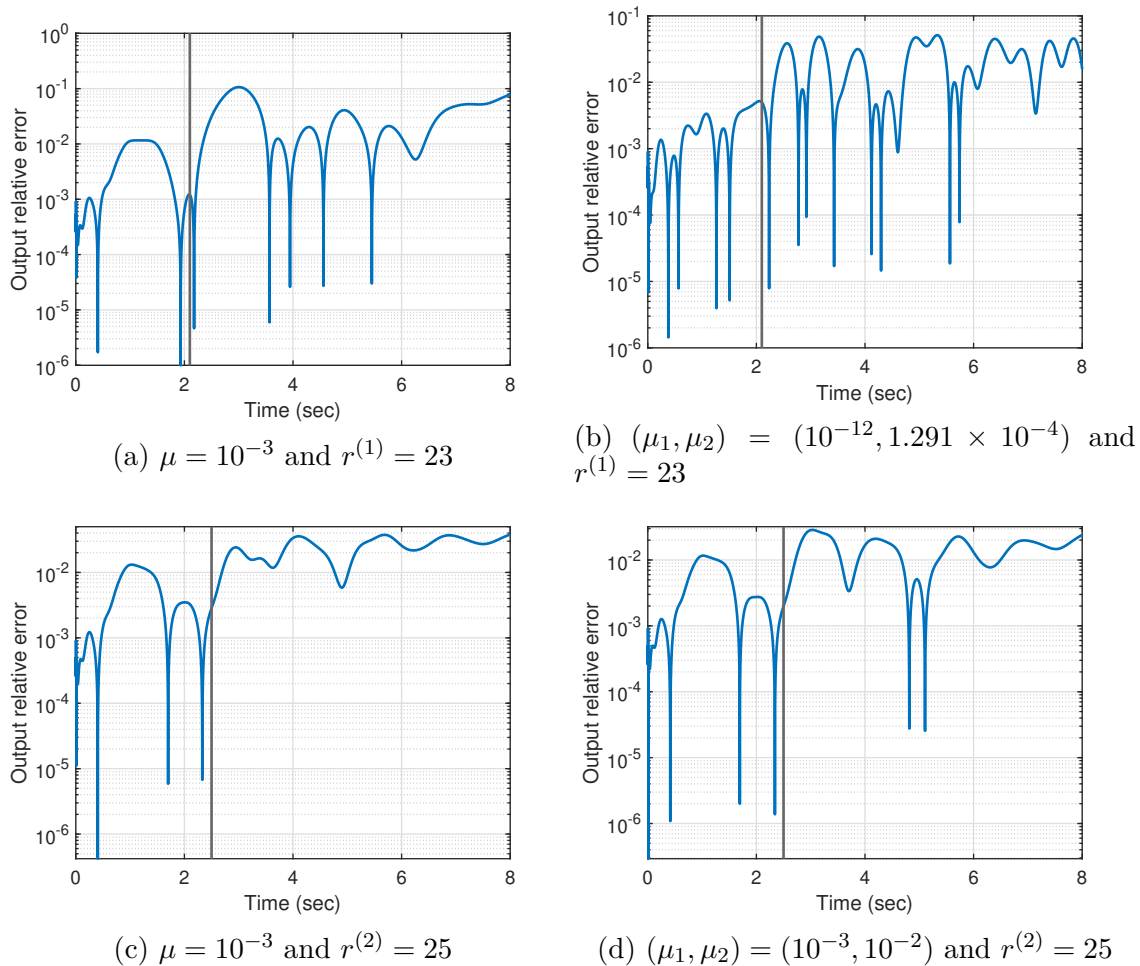 10^0
10^-1
10^-2
10^-3
10^-4
10^-5
10^-6
Output relative error
0 2 4 6 8
Time (sec)
(a) μ = 10^-3 and r^(1) = 23
10^-1
10^-2
10^-3
10^-4
10^-5
10^-6
Output relative error
0 1 2 3 4 5 6 7 8
Time (sec)
(b) (μ₁, μ₂) = (10^-12, 1.291 × 10^-4) and
r^(1) = 23
10^-2
10^-3
10^-4
10^-5
10^-6
Output relative error
0 2 4 6 8
Time (sec)
(c) μ = 10^-3 and r^(2) = 25
10^-2
10^-3
10^-4
10^-5
10^-6
Output relative error
0 2 4 6 8
Time (sec)
(d) (μ₁, μ₂) = (10^-3, 10^-2) and r^(2) = 25